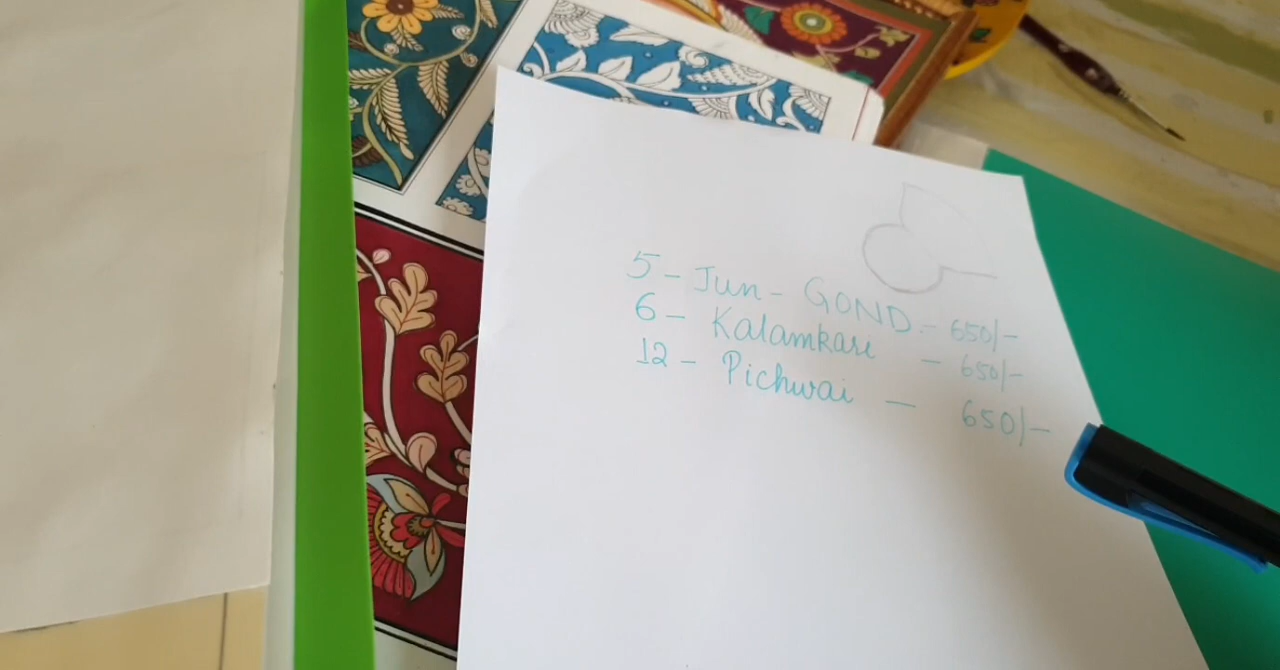 5 - Jun - GOND - 650/-
6 - Kalamkari - 650/-
12 - Pichwai - 650/-